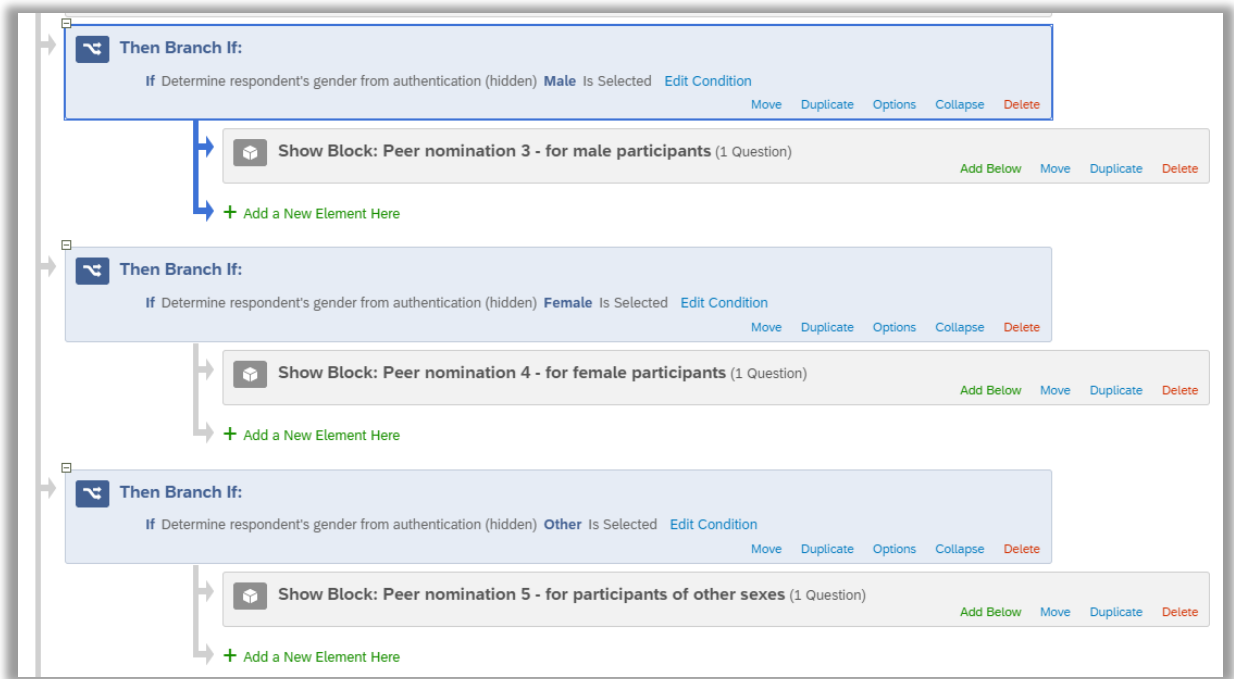 Then Branch If:
If Determine respondent's gender from authentication (hidden) Male Is Selected Edit Condition
Move Duplicate Options Collapse Delete
Show Block: Peer nomination 3 - for male participants (1 Question)
Add Below Move Duplicate Delete
+ Add a New Element Here
Then Branch If:
If Determine respondent's gender from authentication (hidden) Female Is Selected Edit Condition
Move Duplicate Options Collapse Delete
Show Block: Peer nomination 4 - for female participants (1 Question)
Add Below Move Duplicate Delete
+ Add a New Element Here
Then Branch If:
If Determine respondent's gender from authentication (hidden) Other Is Selected Edit Condition
Move Duplicate Options Collapse Delete
Show Block: Peer nomination 5 - for participants of other sexes (1 Question)
Add Below Move Duplicate Delete
+ Add a New Element Here